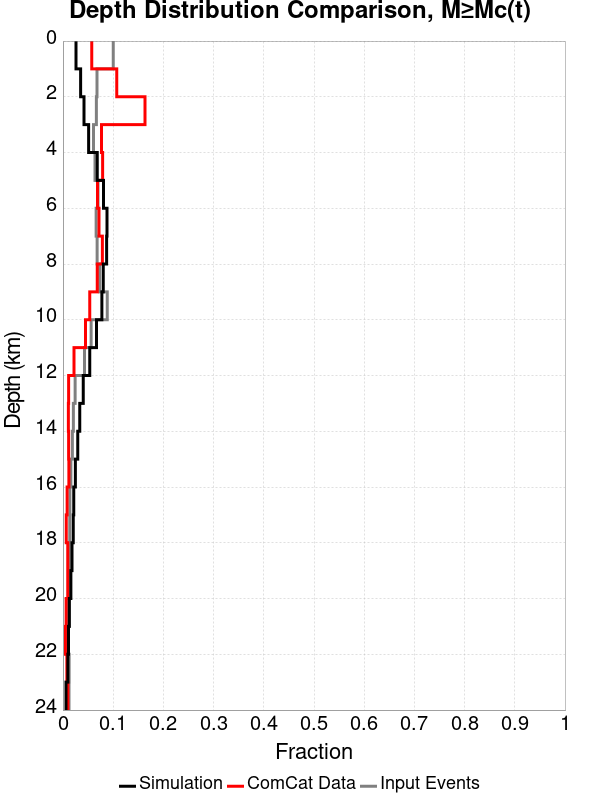 Depth Distribution Comparison, M≥Mc(t)
0
2
4
6
8
10
12
14
16
18
20
22
24
Depth (km)
0 0.1 0.2 0.3 0.4 0.5 0.6 0.7 0.8 0.9 1
Fraction
Simulation ComCat Data Input Events